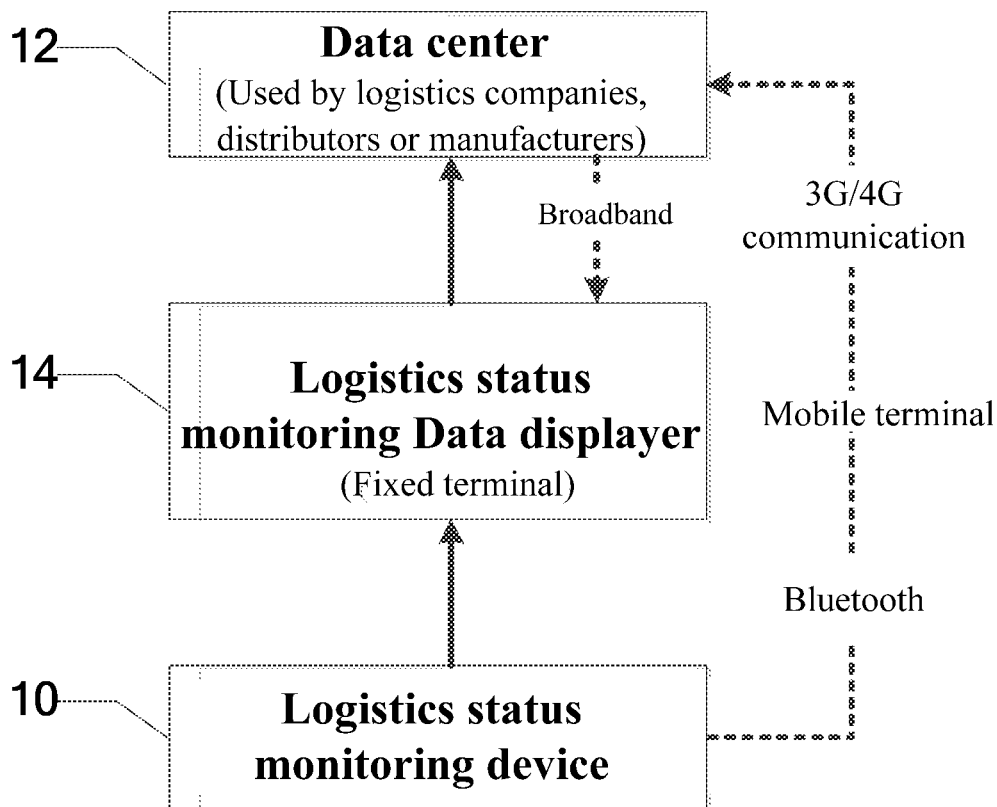 12
Data center
(Used by logistics companies,
distributors or manufacturers)
Broadband
3G/4G
communication
14
Logistics status
monitoring Data displayer
(Fixed terminal)
Mobile terminal
Bluetooth
10
Logistics status
monitoring device